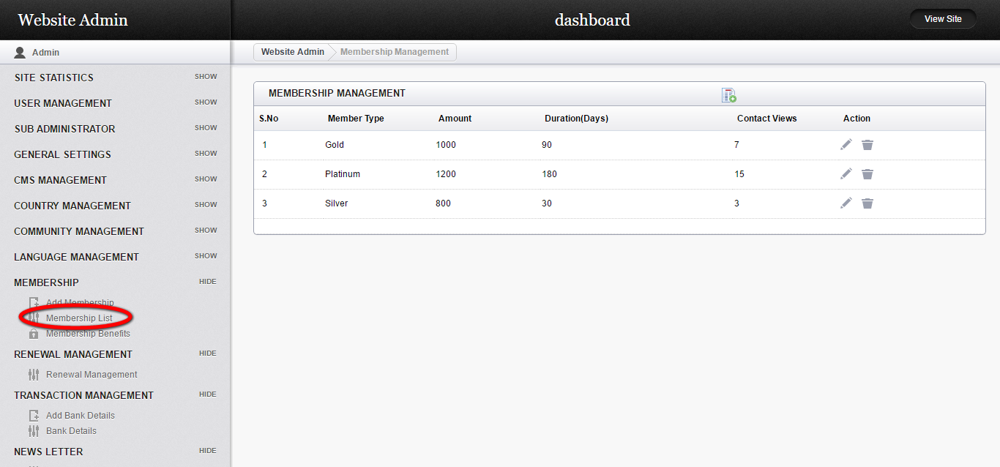 Website Admin
dashboard
View Site
Admin
Website Admin
Membership Management
SITE STATISTICS SHOW
USER MANAGEMENT SHOW
SUB ADMINISTRATOR SHOW
GENERAL SETTINGS SHOW
CMS MANAGEMENT SHOW
COUNTRY MANAGEMENT SHOW
COMMUNITY MANAGEMENT SHOW
LANGUAGE MANAGEMENT SHOW
MEMBERSHIP HIDE
Add Membership
Membership List
Membership Benefits
RENEWAL MANAGEMENT HIDE
Renewal Management
TRANSACTION MANAGEMENT HIDE
Add Bank Details
Bank Details
NEWS LETTER HIDE
MEMBERSHIP MANAGEMENT
S.No Member Type Amount Duration(Days) Contact Views Action
1 Gold 1000 90 7
2 Platinum 1200 180 15
3 Silver 800 30 3